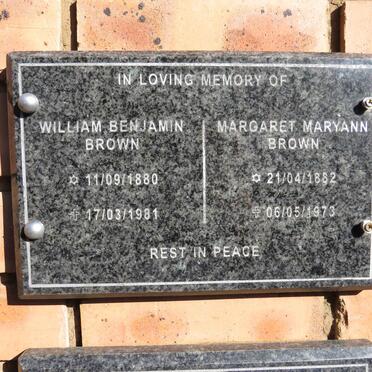 IN LOVING MEMORY OF
WILLIAM BENJAMIN
BROWN
✡ 11/09/1880
✝ 17/03/1981
MARGARET MARYANN
BROWN
✡ 21/04/1882
✝ 06/05/1973
REST IN PEACE